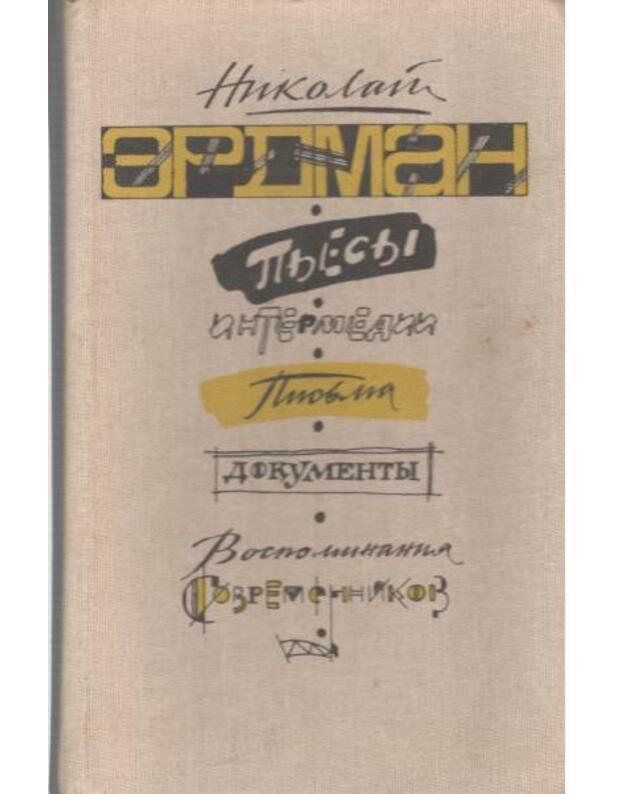 Николай
ЭРДМАН
Пьесы
интермедии
Письма
ДОКУМЕНТЫ
Воспоминания
СОВРЕМЕННИКОВ